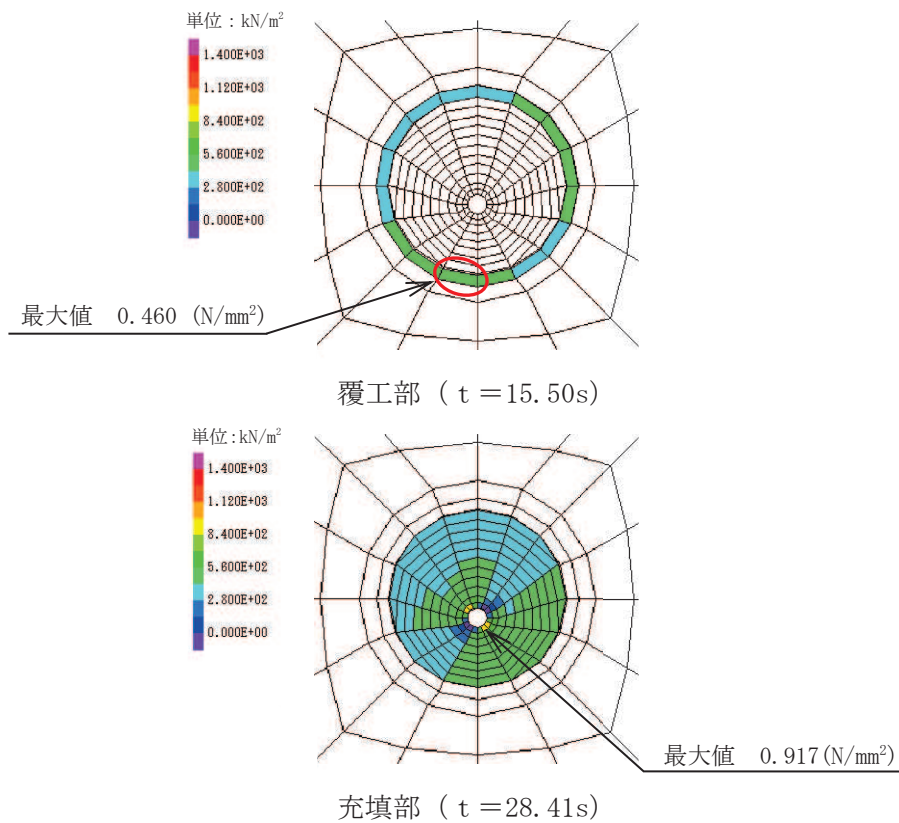 単位 : kN/m²
1.400E+03
1.120E+03
8.400E+02
5.600E+02
2.800E+02
0.000E+00
最大値 0.460 (N/mm²)
覆工部 ( t =15.50s)
単位:kN/m²
1.400E+03
1.120E+03
8.400E+02
5.600E+02
2.800E+02
0.000E+00
最大値 0.917(N/mm²)
充填部 ( t =28.41s)